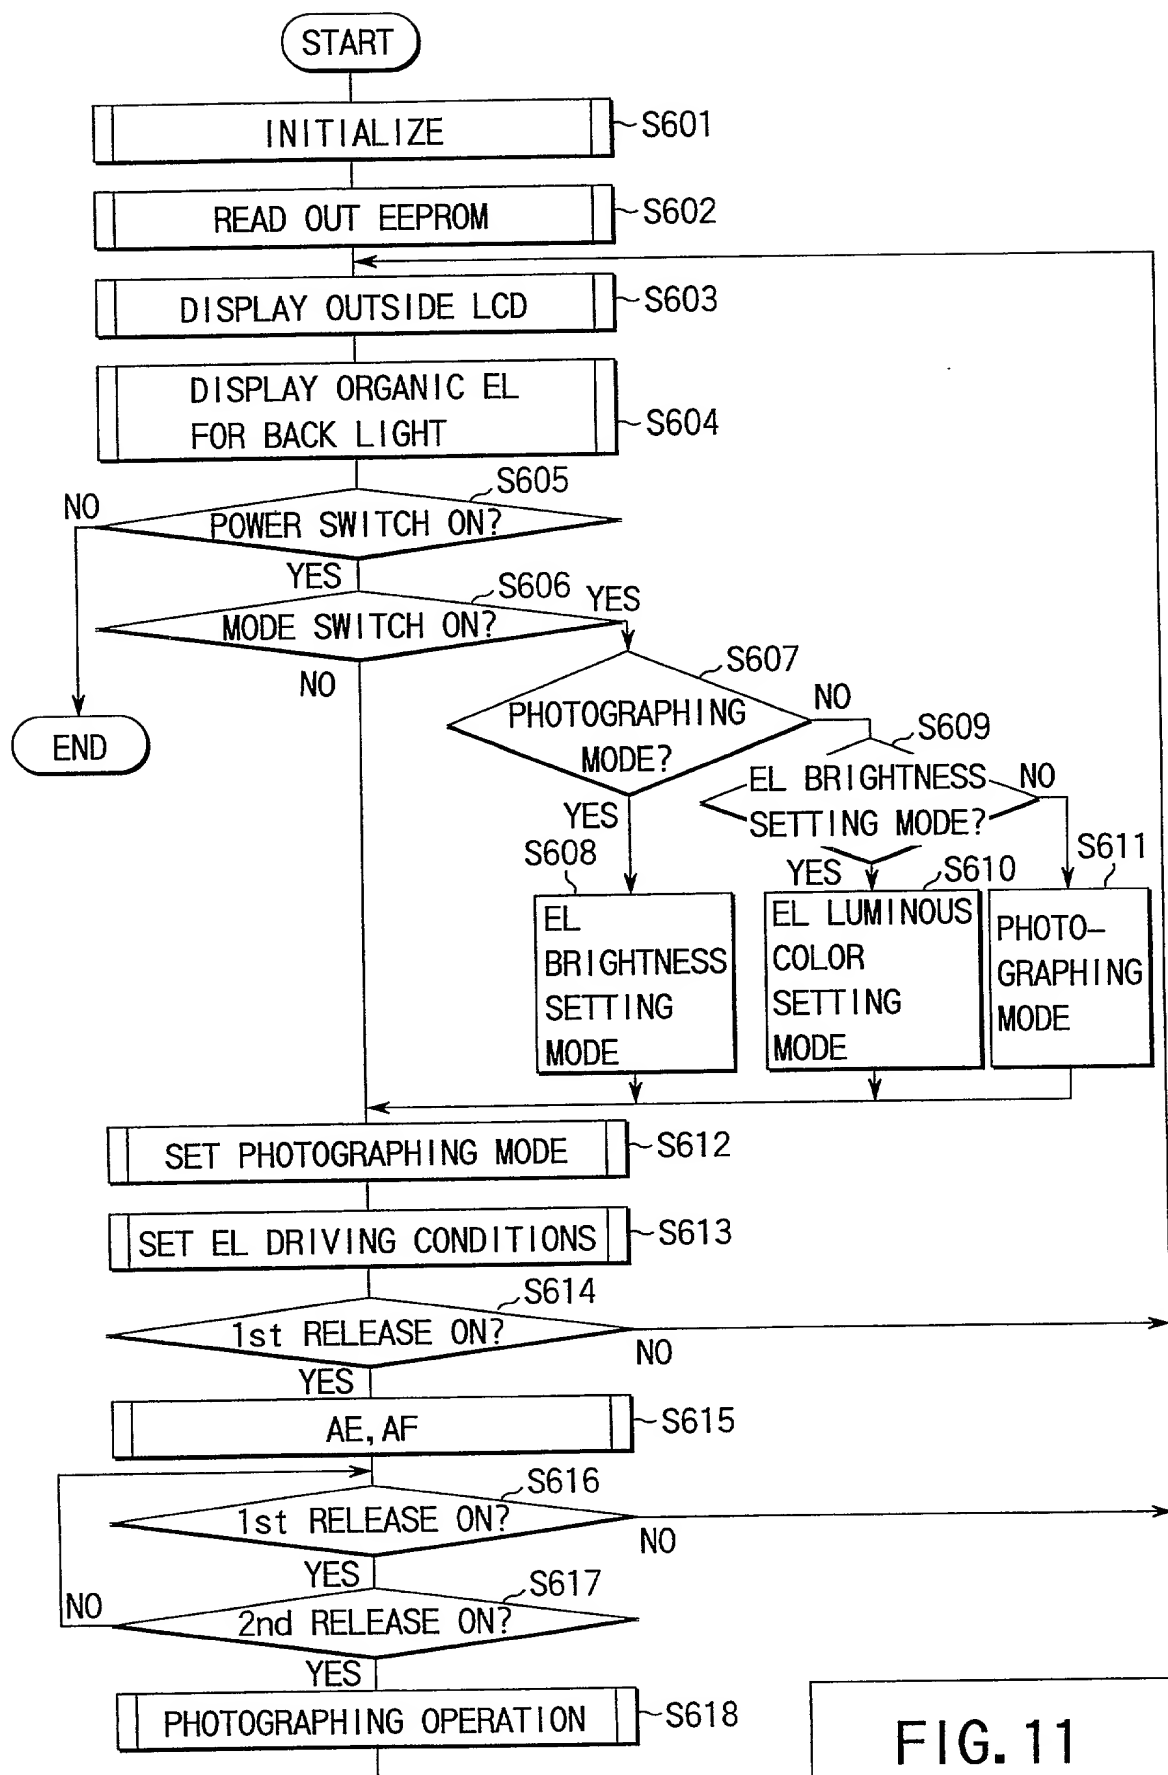 START
INITIALIZE
S601
READ OUT EEPROM
S602
DISPLAY OUTSIDE LCD
S603
DISPLAY ORGANIC EL
FOR BACK LIGHT
S604
S605
NO
POWER SWITCH ON?
YES
S606
YES
MODE SWITCH ON?
NO
S607
PHOTOGRAPHING
MODE?
NO
YES
END
S609
EL BRIGHTNESS
SETTING MODE?
NO
YES
S608
EL
BRIGHTNESS
SETTING
MODE
S610
EL LUMINOUS
COLOR
SETTING
MODE
S611
PHOTO-
GRAPHING
MODE
SET PHOTOGRAPHING MODE
S612
SET EL DRIVING CONDITIONS
S613
S614
1st RELEASE ON?
NO
YES
AE, AF
S615
S616
1st RELEASE ON?
NO
YES
S617
NO
2nd RELEASE ON?
YES
PHOTOGRAPHING OPERATION
S618
FIG. 11